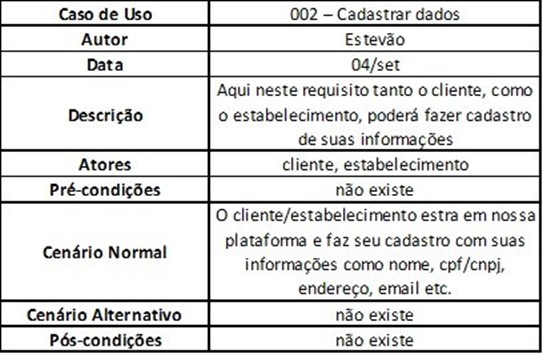 Caso de Uso 002 – Cadastrar dados
Autor Estevão
Data 04/set
Descrição Aqui neste requisito tanto o cliente, como
o estabelecimento, poderá fazer cadastro
de suas informações
Atores cliente, estabelecimento
Pré-condições não existe
Cenário Normal O cliente/estabelecimento estra em nossa
plataforma e faz seu cadastro com suas
informações como nome, cpf/cnpj,
endereço, email etc.
Cenário Alternativo não existe
Pós-condições não existe